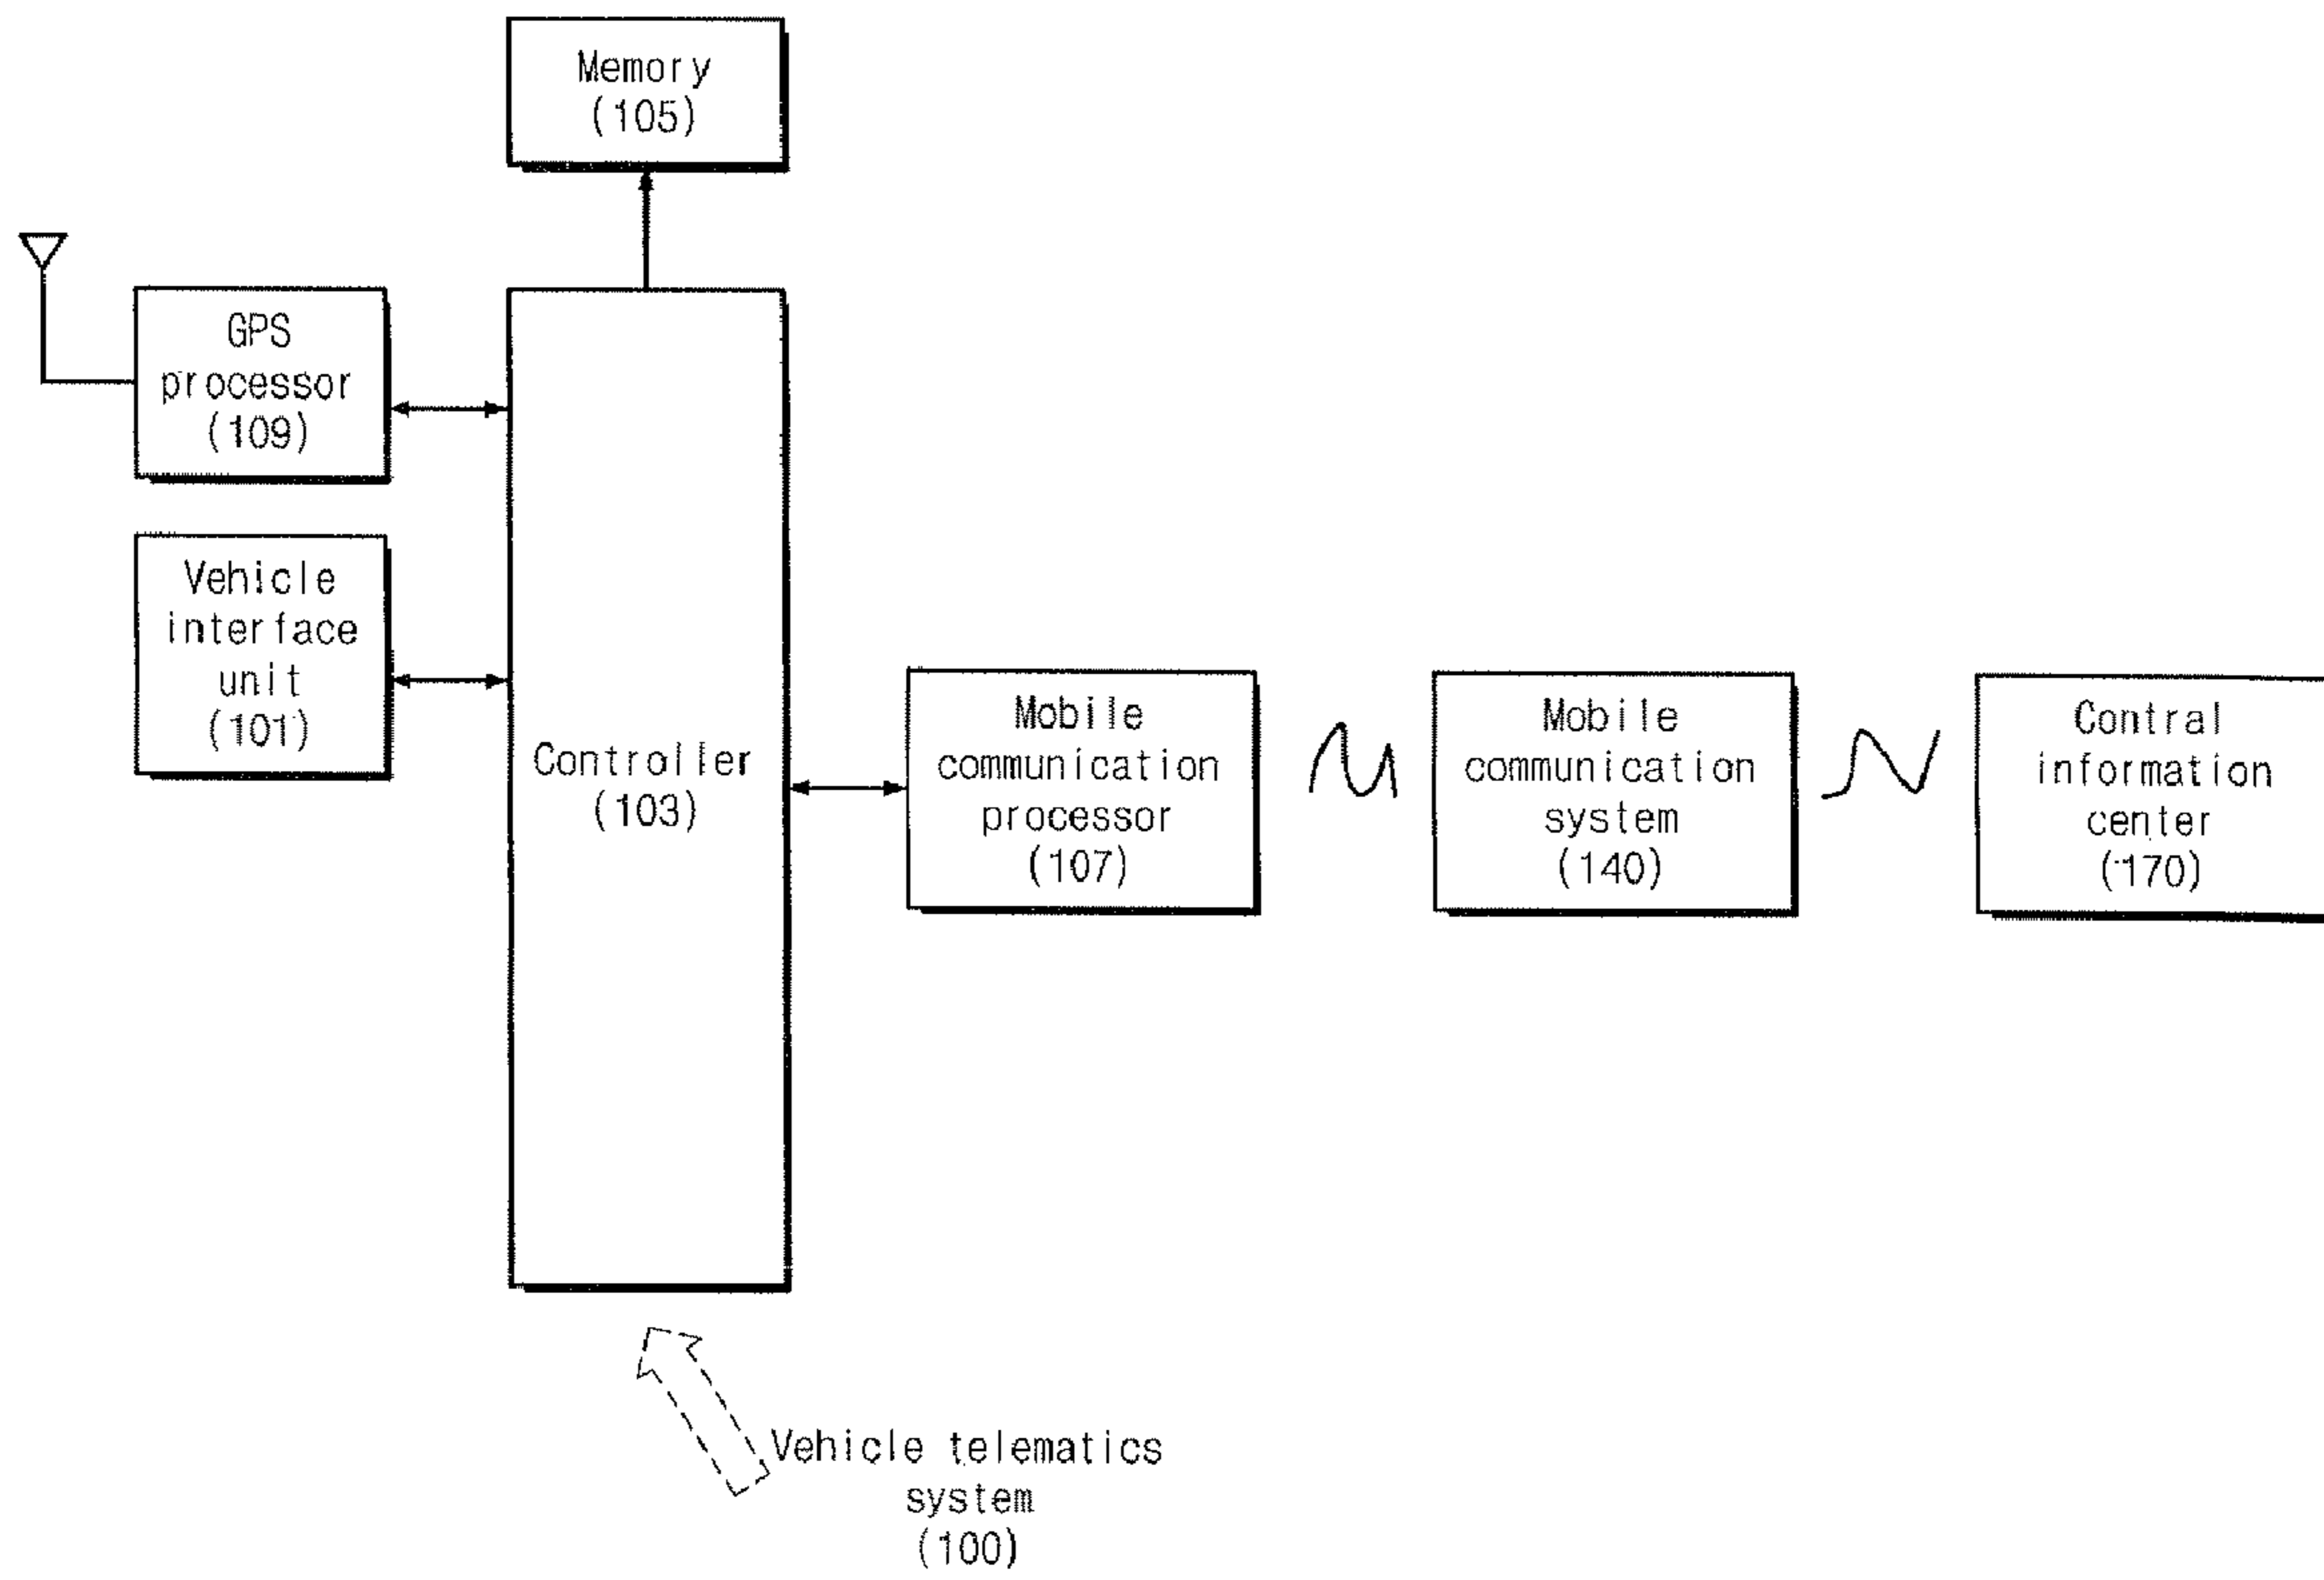 Memory
(105)
GPS
processor
(109)
Vehicle
interface
unit
(101)
Controller
(103)
Mobile
communication
processor
(107)
Mobile
communication
system
(140)
Contral
information
center
(170)
Vehicle telematics
system
(100)